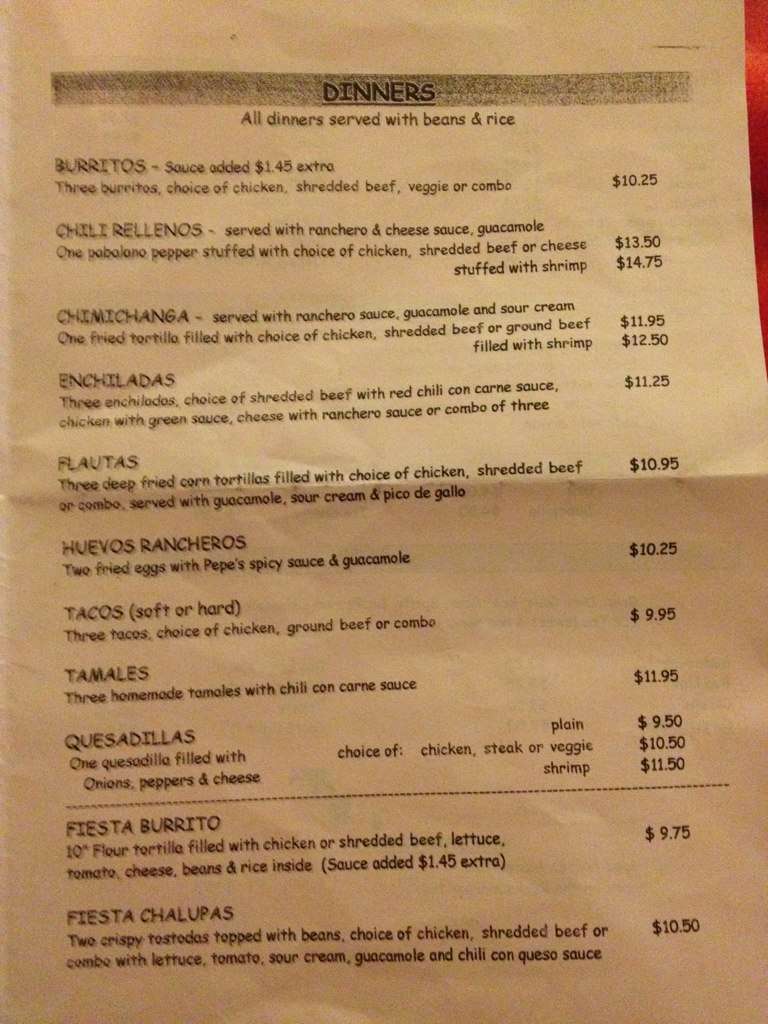 DINNERS
All dinners served with beans & rice
BURRITOS - Sauce added $1.45 extra
Three burritos, choice of chicken, shredded beef, veggie or combo $10.25
CHILI RELLENOS - served with ranchero & cheese sauce, guacamole
One pabalano pepper stuffed with choice of chicken, shredded beef or cheese $13.50
stuffed with shrimp $14.75
CHIMICHANGA - served with ranchero sauce, guacamole and sour cream
One fried tortilla filled with choice of chicken, shredded beef or ground beef $11.95
filled with shrimp $12.50
ENCHILADAS $11.25
Three enchiladas, choice of shredded beef with red chili con carne sauce,
chicken with green sauce, cheese with ranchero sauce or combo of three
FLAUTAS $10.95
Three deep fried corn tortillas filled with choice of chicken, shredded beef
or combo, served with guacamole, sour cream & pico de gallo
HUEVOS RANCHEROS $10.25
Two fried eggs with Pepe's spicy sauce & guacamole
TACOS (soft or hard) $ 9.95
Three tacos, choice of chicken, ground beef or combo
TAMALES $11.95
Three homemade tamales with chili con carne sauce
QUESADILLAS plain $ 9.50
One quesadilla filled with choice of: chicken, steak or veggie $10.50
Onions, peppers & cheese shrimp $11.50
FIESTA BURRITO $ 9.75
10" Flour tortilla filled with chicken or shredded beef, lettuce,
tomato, cheese, beans & rice inside (Sauce added $1.45 extra)
FIESTA CHALUPAS $10.50
Two crispy tostadas topped with beans, choice of chicken, shredded beef or
combo with lettuce, tomato, sour cream, guacamole and chili con queso sauce